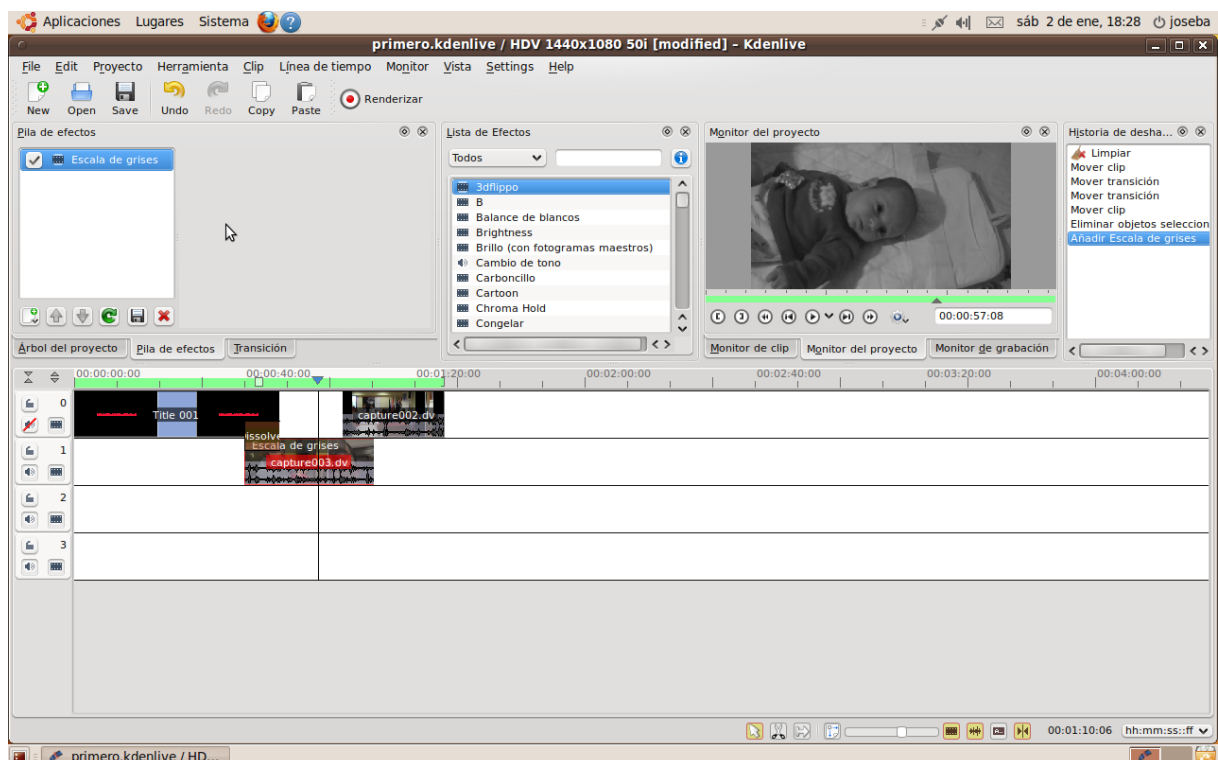 Aplicaciones Lugares Sistema sáb 2 de ene, 18:28 joseba
primero.kdenlive / HDV 1440x1080 50i [modified] – Kdenlive
File Edit Proyecto Herramienta Clip Línea de tiempo Monitor Vista Settings Help
New Open Save Undo Redo Copy Paste Renderizar
Pila de efectos
Escala de grises
Árbol del proyecto Pila de efectos Transición
Lista de Efectos
Todos
3dflippo
B
Balance de blancos
Brightness
Brillo (con fotogramas maestros)
Cambio de tono
Carboncillo
Cartoon
Chroma Hold
Congelar
Monitor del proyecto
00:00:57:08
Monitor de clip Monitor del proyecto Monitor de grabación
Historia de desha...
Limpiar
Mover clip
Mover transición
Mover transición
Mover clip
Eliminar objetos seleccion
Añadir Escala de grises
00:00:00:00 00:00:40:00 00:01:20:00 00:02:00:00 00:02:40:00 00:03:20:00 00:04:00:00
0
Title 001 capture002.dv
issolve
Escala de grises
1
capture003.dv
2
3
00:01:10:06 hh:mm:ss::ff
primero.kdenlive / HD...